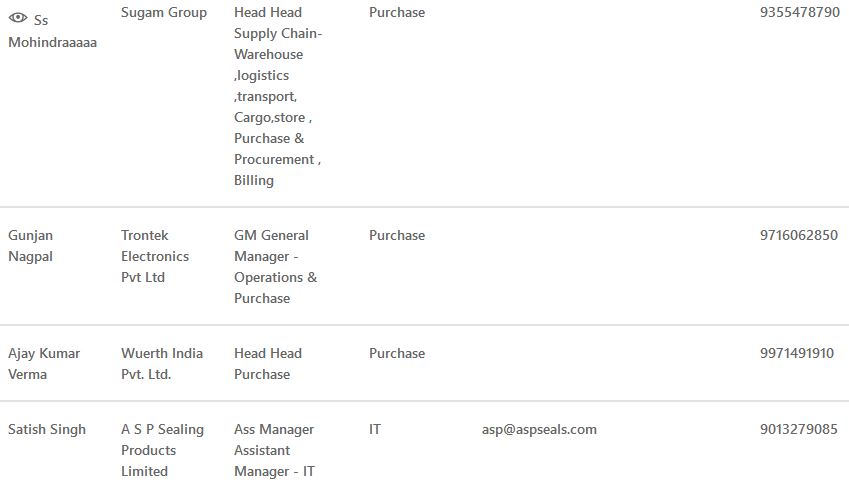 Ss Mohindraaaaa
Sugam Group
Head Head
Supply Chain-
Warehouse
,logistics
,transport,
Cargo,store ,
Purchase &
Procurement ,
Billing
Purchase
9355478790
Gunjan
Nagpal
Trontek
Electronics
Pvt Ltd
GM General
Manager -
Operations &
Purchase
Purchase
9716062850
Ajay Kumar
Verma
Wuerth India
Pvt. Ltd.
Head Head
Purchase
Purchase
9971491910
Satish Singh
A S P Sealing
Products
Limited
Ass Manager
Assistant
Manager - IT
IT
asp@aspseals.com
9013279085